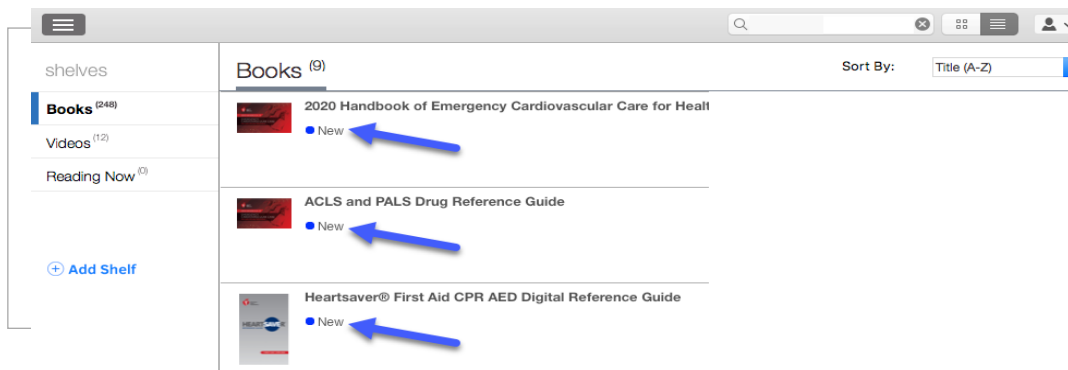 shelves
Books (9)
Sort By:
Title (A-Z)
Books (248)
Videos (12)
Reading Now (0)
Add Shelf
2020 Handbook of Emergency Cardiovascular Care for Healt
New
ACLS and PALS Drug Reference Guide
New
Heartsaver® First Aid CPR AED Digital Reference Guide
New